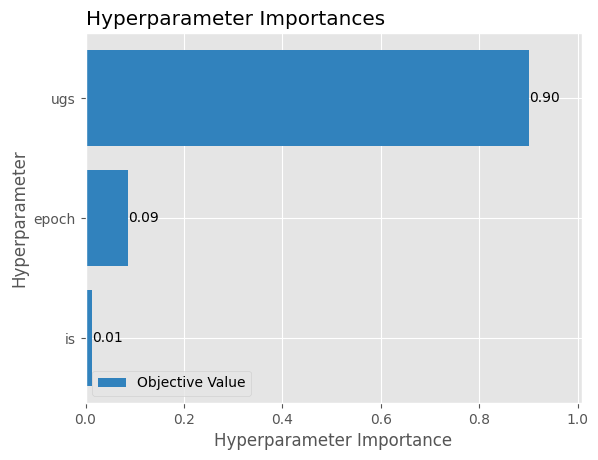 Hyperparameter Importances
Hyperparameter
ugs
0.90
epoch
0.09
is
0.01
Objective Value
0.0 0.2 0.4 0.6 0.8 1.0
Hyperparameter Importance